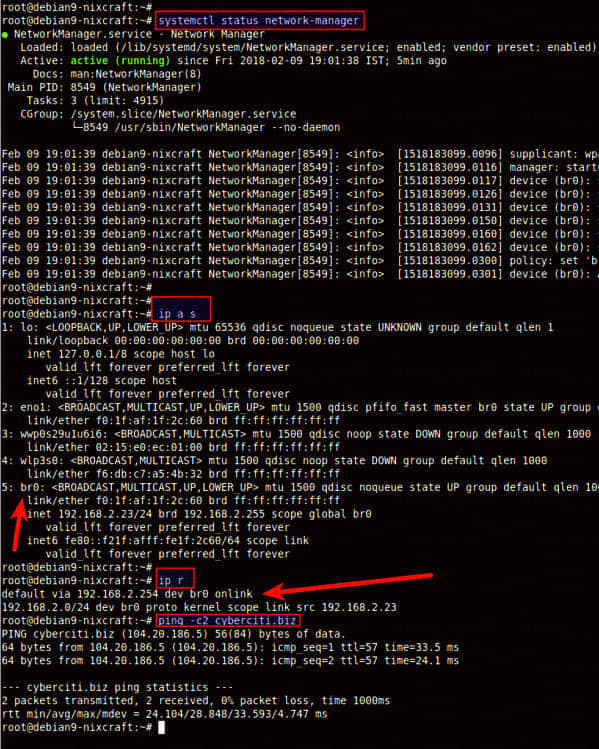 root@debian9-nixcraft:~#
root@debian9-nixcraft:~# systemctl status network-manager
● NetworkManager.service - Network Manager
   Loaded: loaded (/lib/systemd/system/NetworkManager.service; enabled; vendor preset: enabled)
   Active: active (running) since Fri 2018-02-09 19:01:38 IST; 5min ago
     Docs: man:NetworkManager(8)
 Main PID: 8549 (NetworkManager)
    Tasks: 3 (limit: 4915)
   CGroup: /system.slice/NetworkManager.service
           └─8549 /usr/sbin/NetworkManager --no-daemon
Feb 09 19:01:39 debian9-nixcraft NetworkManager[8549]: <info>  [1518183099.0096] supplicant: wpa
Feb 09 19:01:39 debian9-nixcraft NetworkManager[8549]: <info>  [1518183099.0116] manager: start
Feb 09 19:01:39 debian9-nixcraft NetworkManager[8549]: <info>  [1518183099.0117] device (br0): s
Feb 09 19:01:39 debian9-nixcraft NetworkManager[8549]: <info>  [1518183099.0126] device (br0):
Feb 09 19:01:39 debian9-nixcraft NetworkManager[8549]: <info>  [1518183099.0131] device (br0): s
Feb 09 19:01:39 debian9-nixcraft NetworkManager[8549]: <info>  [1518183099.0150] device (br0): s
Feb 09 19:01:39 debian9-nixcraft NetworkManager[8549]: <info>  [1518183099.0160] device (br0): s
Feb 09 19:01:39 debian9-nixcraft NetworkManager[8549]: <info>  [1518183099.0162] device (br0): s
Feb 09 19:01:39 debian9-nixcraft NetworkManager[8549]: <info>  [1518183099.0300] policy: set 'b
Feb 09 19:01:39 debian9-nixcraft NetworkManager[8549]: <info>  [1518183099.0301] device (br0):
root@debian9-nixcraft:~#
root@debian9-nixcraft:~#
root@debian9-nixcraft:~# ip a s
1: lo: <LOOPBACK,UP,LOWER_UP> mtu 65536 qdisc noqueue state UNKNOWN group default qlen 1
    link/loopback 00:00:00:00:00:00 brd 00:00:00:00:00:00
    inet 127.0.0.1/8 scope host lo
       valid_lft forever preferred_lft forever
    inet6 ::1/128 scope host
       valid_lft forever preferred_lft forever
2: eno1: <BROADCAST,MULTICAST,UP,LOWER_UP> mtu 1500 qdisc pfifo_fast master br0 state UP group
    link/ether f0:1f:af:1f:2c:60 brd ff:ff:ff:ff:ff:ff
3: wwp0s29u1u6i6: <BROADCAST,MULTICAST> mtu 1500 qdisc noop state DOWN group default qlen 1000
    link/ether 02:15:e0:ec:01:00 brd ff:ff:ff:ff:ff:ff
4: wlp3s0: <BROADCAST,MULTICAST> mtu 1500 qdisc noop state DOWN group default qlen 1000
    link/ether f6:db:c7:a5:4b:32 brd ff:ff:ff:ff:ff:ff
5: br0: <BROADCAST,MULTICAST,UP,LOWER_UP> mtu 1500 qdisc noqueue state UP group default qlen 100
    link/ether f0:1f:af:1f:2c:60 brd ff:ff:ff:ff:ff:ff
    inet 192.168.2.23/24 brd 192.168.2.255 scope global br0
       valid_lft forever preferred_lft forever
    inet6 fe80::f21f:afff:fe1f:2c60/64 scope link
       valid_lft forever preferred_lft forever
root@debian9-nixcraft:~#
root@debian9-nixcraft:~# ip r
default via 192.168.2.254 dev br0 onlink
192.168.2.0/24 dev br0 proto kernel scope link src 192.168.2.23
root@debian9-nixcraft:~# ping -c2 cyberciti.biz
PING cyberciti.biz (104.20.186.5) 56(84) bytes of data.
64 bytes from 104.20.186.5 (104.20.186.5): icmp_seq=1 ttl=57 time=33.5 ms
64 bytes from 104.20.186.5 (104.20.186.5): icmp_seq=2 ttl=57 time=24.1 ms
--- cyberciti.biz ping statistics ---
2 packets transmitted, 2 received, 0% packet loss, time 1000ms
rtt min/avg/max/mdev = 24.104/28.848/33.593/4.747 ms
root@debian9-nixcraft:~#